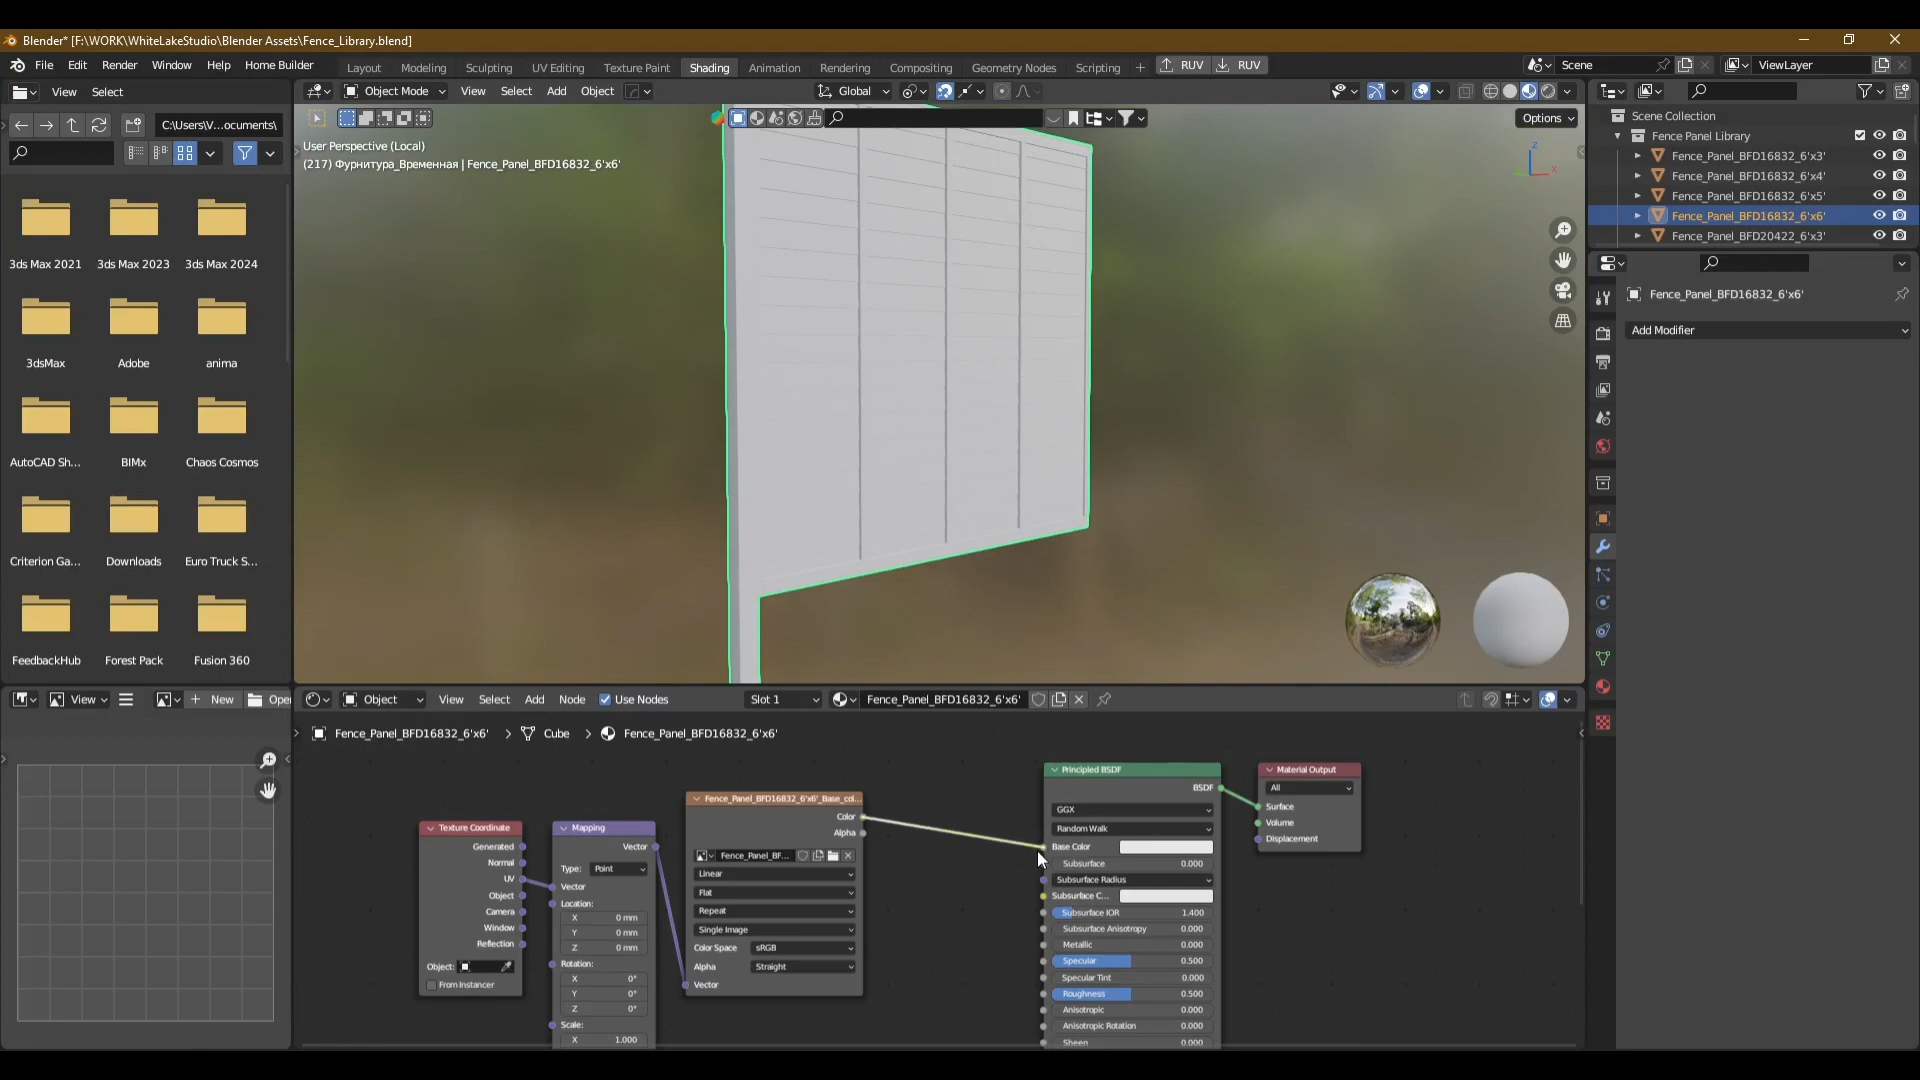 Blender* [F:\WORK\WhiteLakeStudio\Blender Assets\Fence_Library.blend]
File Edit Render Window Help Home Builder Layout Modeling Sculpting UV Editing Texture Paint Shading Animation Rendering Compositing Geometry Nodes Scripting + RUV RUV Scene ViewLayer
View Select Object Mode View Select Add Object Global
C:\Users\V...ocuments\
Options
User Perspective (Local)
(217) Фурнитура_Временная | Fence_Panel_BFD16832_6'x6'
Z
X
Scene Collection
Fence Panel Library
Fence_Panel_BFD16832_6'x3'
Fence_Panel_BFD16832_6'x4'
Fence_Panel_BFD16832_6'x5'
Fence_Panel_BFD16832_6'x6'
Fence_Panel_BFD20422_6'x3'
Fence_Panel_BFD16832_6'x6'
Add Modifier
3ds Max 2021 3ds Max 2023 3ds Max 2024
3dsMax Adobe anima
AutoCAD Sh... BIMx Chaos Cosmos
Criterion Ga... Downloads Euro Truck S...
FeedbackHub Forest Pack Fusion 360
View + New Ope
Object View Select Add Node Use Nodes Slot 1 Fence_Panel_BFD16832_6'x6'
Fence_Panel_BFD16832_6'x6' > Cube > Fence_Panel_BFD16832_6'x6'
Texture Coordinate
Generated
Normal
UV
Object
Camera
Window
Reflection
Object:
From Instancer
Mapping
Vector
Type: Point
Vector
Location:
X 0 mm
Y 0 mm
Z 0 mm
Rotation:
X 0°
Y 0°
Z 0°
Scale:
X 1.000
Fence_Panel_BFD16832_6'x6'_Base_col...
Color
Alpha
Fence_Panel_BF...
Linear
Flat
Repeat
Single Image
Color Space sRGB
Alpha Straight
Vector
Principled BSDF
BSDF
GGX
Random Walk
Base Color
Subsurface 0.000
Subsurface Radius
Subsurface C...
Subsurface IOR 1.400
Subsurface Anisotropy 0.000
Metallic 0.000
Specular 0.500
Specular Tint 0.000
Roughness 0.500
Anisotropic 0.000
Anisotropic Rotation 0.000
Sheen 0.000
Material Output
All
Surface
Volume
Displacement